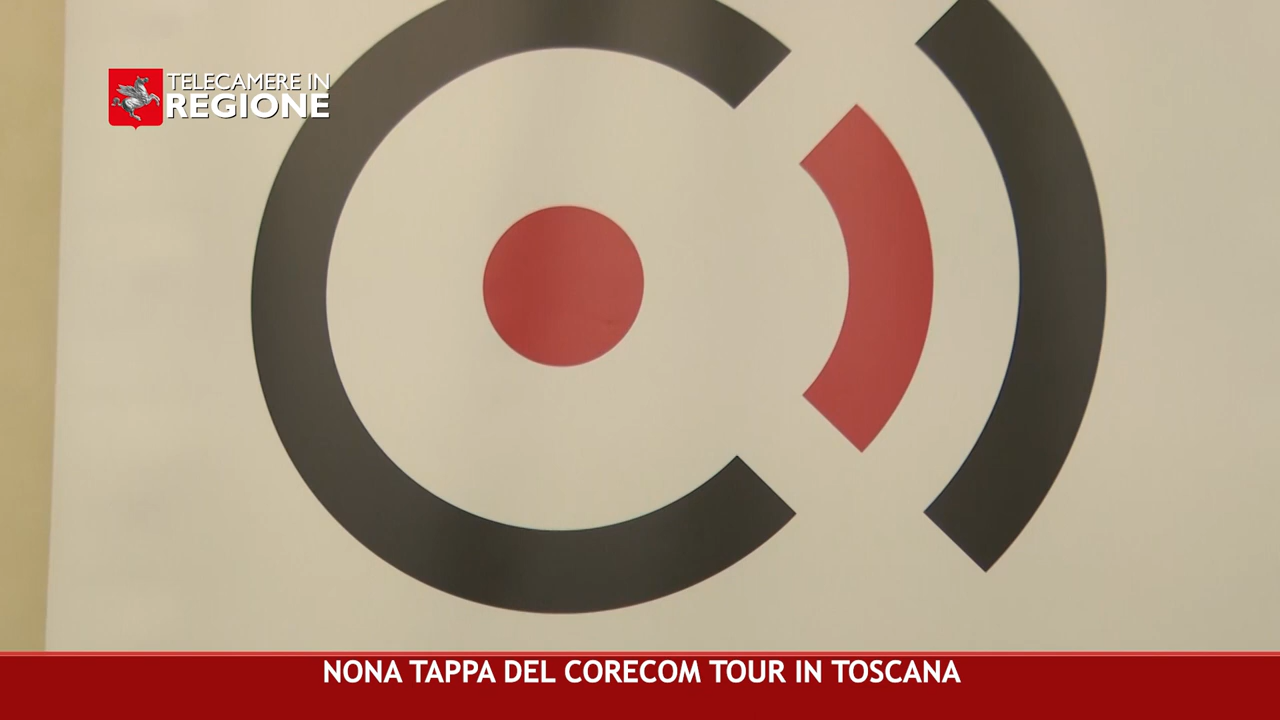 TELECAMERE IN
REGIONE
NONA TAPPA DEL CORECOM TOUR IN TOSCANA